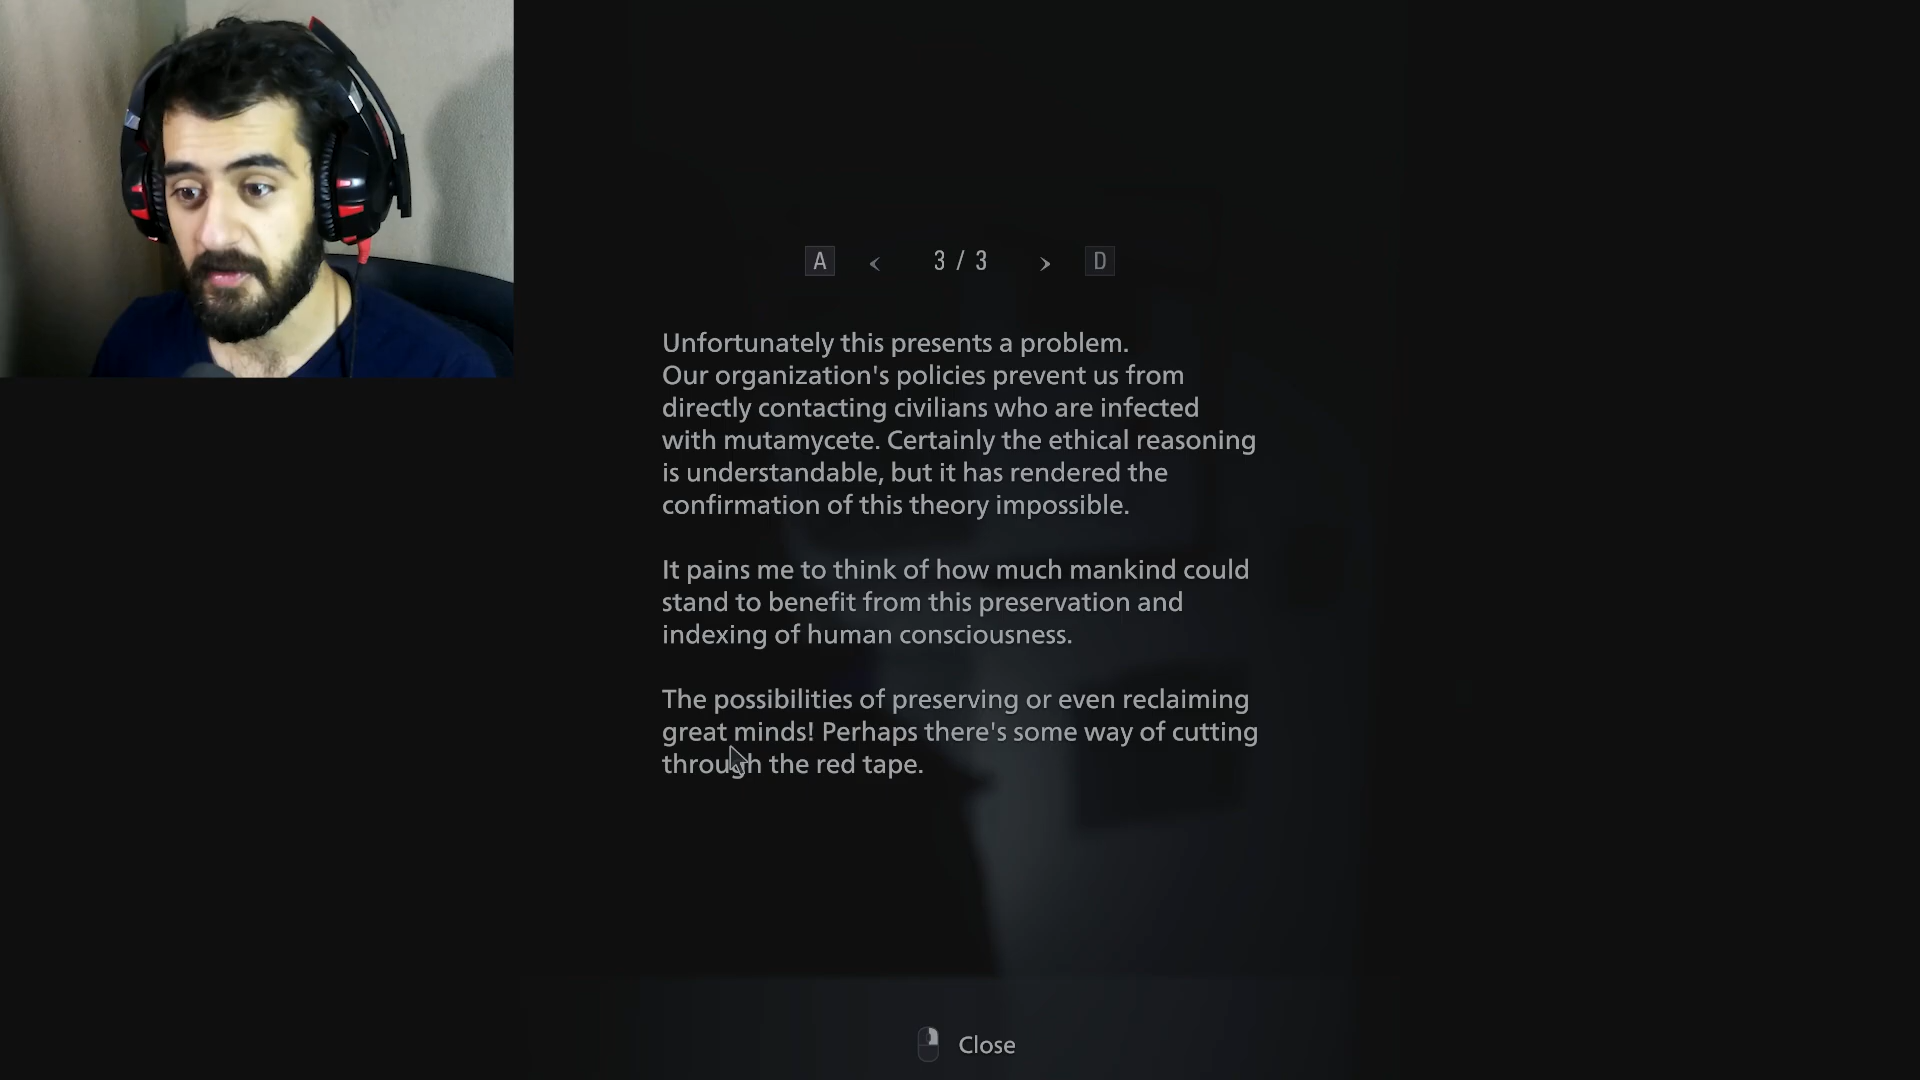 A < 3 / 3 > D
Unfortunately this presents a problem.
Our organization's policies prevent us from
directly contacting civilians who are infected
with mutamycete. Certainly the ethical reasoning
is understandable, but it has rendered the
confirmation of this theory impossible.
It pains me to think of how much mankind could
stand to benefit from this preservation and
indexing of human consciousness.
The possibilities of preserving or even reclaiming
great minds! Perhaps there's some way of cutting
through the red tape.
Close